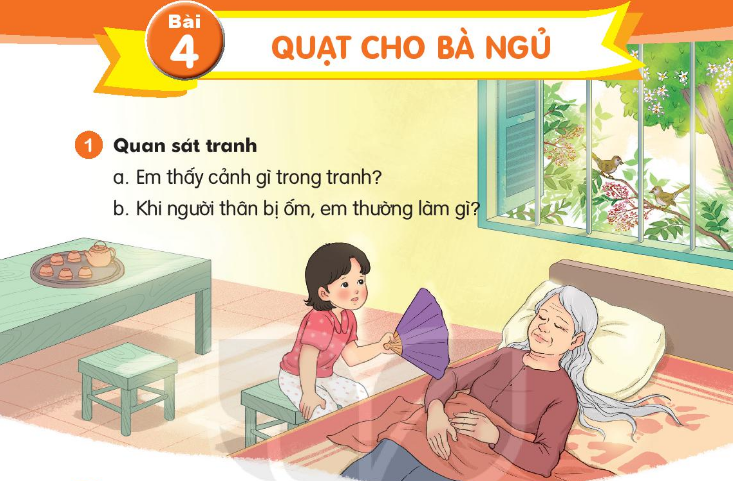 Bài
4
QUẠT CHO BÀ NGỦ
1 Quan sát tranh
a. Em thấy cảnh gì trong tranh?
b. Khi người thân bị ốm, em thường làm gì?